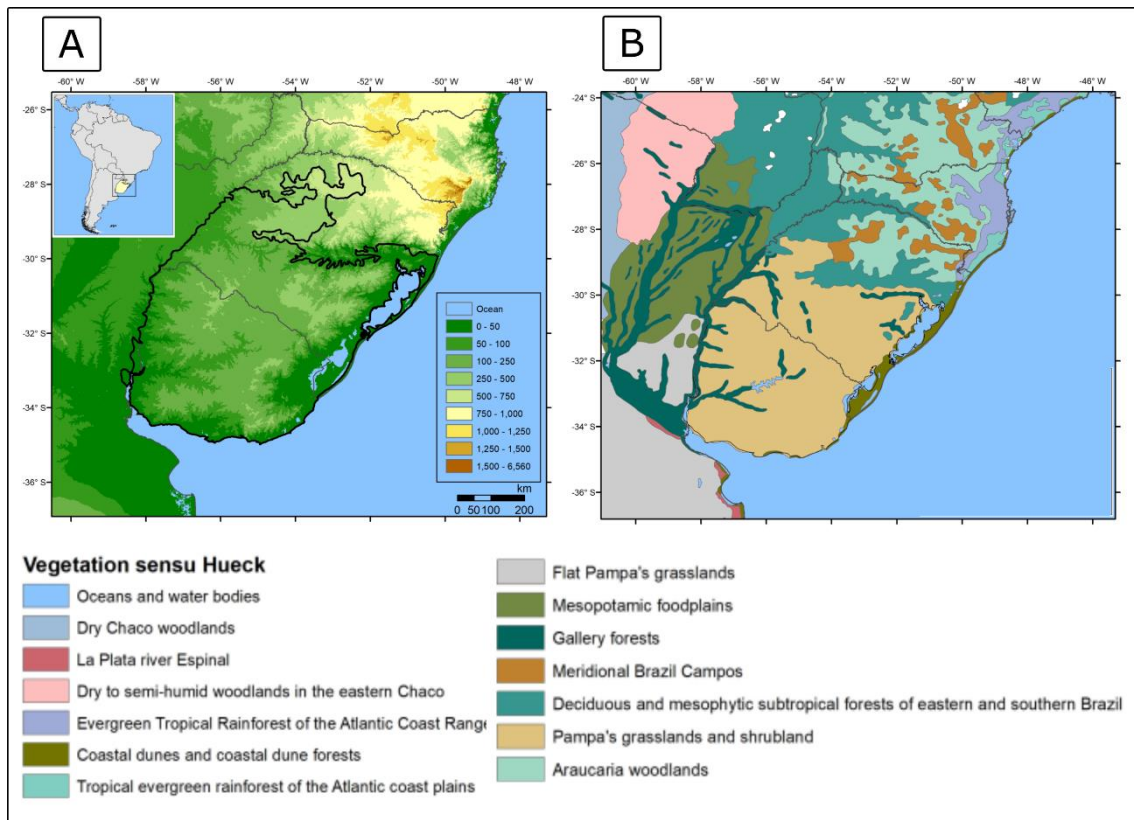 A
B
-60° W -58° W -56° W -54° W -52° W -50° W -48° W
-26° S
-28° S
-30° S
-32° S
-34° S
-36° S
Ocean
0 - 50
50 - 100
100 - 250
250 - 500
500 - 750
750 - 1,000
1,000 - 1,250
1,250 - 1,500
1,500 - 6,560
km
0 50 100 200
-60° W -58° W -56° W -54° W -52° W -50° W -48° W -46° W
-24° S
-26° S
-28° S
-30° S
-32° S
-34° S
-36° S
Vegetation sensu Hueck
Oceans and water bodies
Dry Chaco woodlands
La Plata river Espinal
Dry to semi-humid woodlands in the eastern Chaco
Evergreen Tropical Rainforest of the Atlantic Coast Range
Coastal dunes and coastal dune forests
Tropical evergreen rainforest of the Atlantic coast plains
Flat Pampa's grasslands
Mesopotamic foodplains
Gallery forests
Meridional Brazil Campos
Deciduous and mesophytic subtropical forests of eastern and southern Brazil
Pampa's grasslands and shrubland
Araucaria woodlands